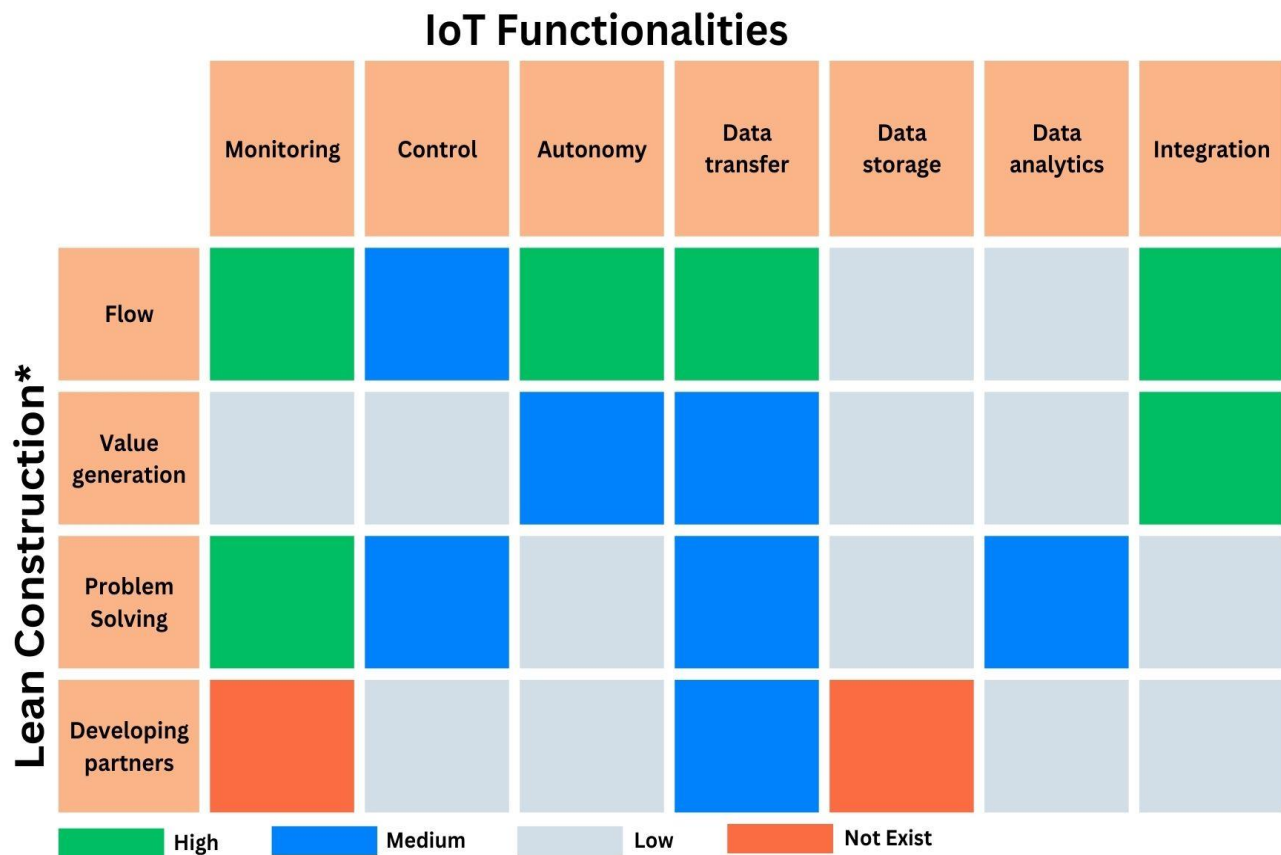 IoT Functionalities
Monitoring
Control
Autonomy
Data
transfer
Data
storage
Data
analytics
Integration
Lean Construction*
Flow
Value
generation
Problem
Solving
Developing
partners
High
Medium
Low
Not Exist